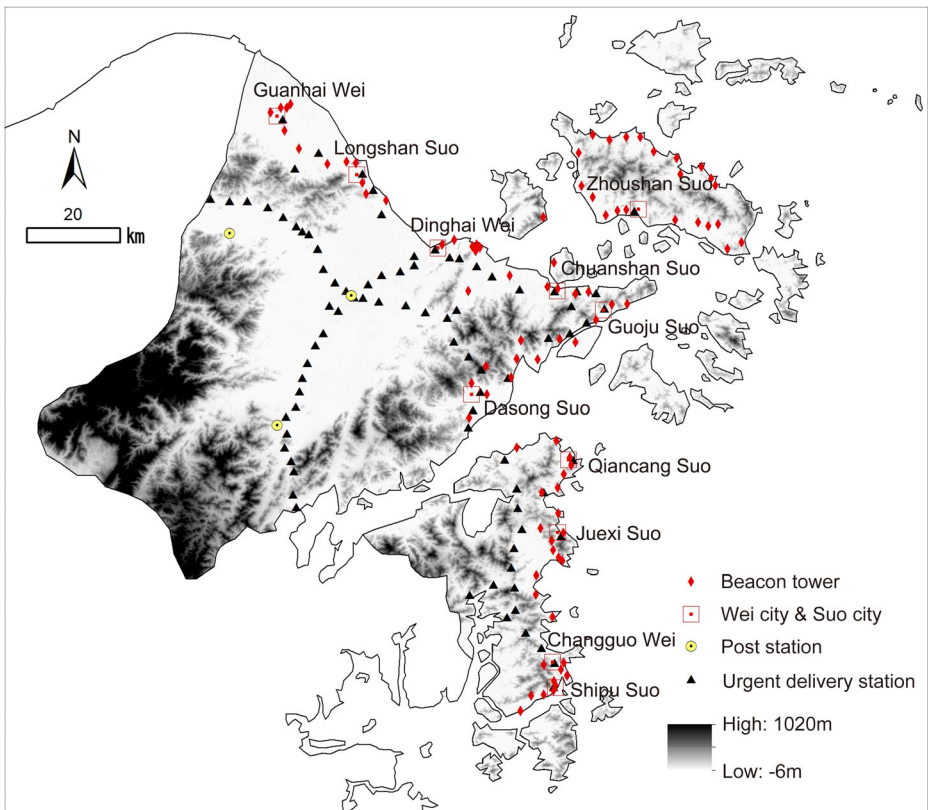 Guanhai Wei
N
Longshan Suo
Zhoushan Suo
20
km
Dinghai Wei
Chuanshan Suo
Guoju Suo
Dasong Suo
Qiancang Suo
Juexi Suo
Beacon tower
Wei city & Suo city
Changguo Wei
Post station
Shipu Suo
Urgent delivery station
High: 1020m
Low: -6m